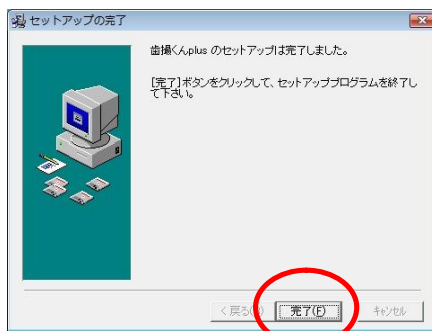 セットアップの完了
歯援くんplus のセットアップは完了しました。
[完了]ボタンをクリックして、セットアッププログラムを終了し
て下さい。
< 戻る(
完了(F)
キャンセル